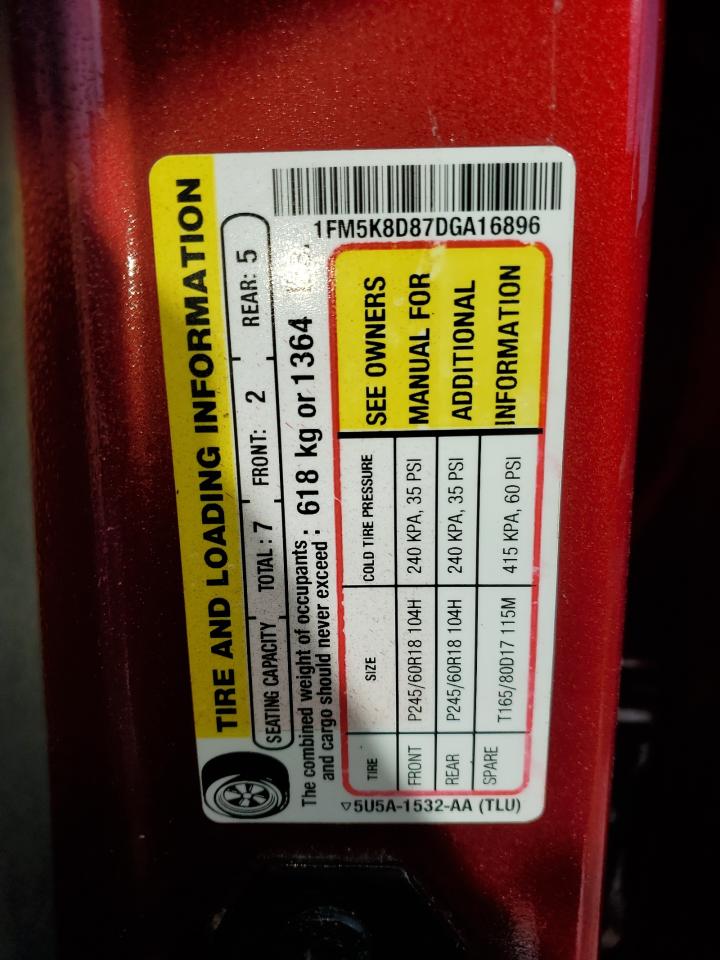 TIRE AND LOADING INFORMATION
SEATING CAPACITY TOTAL: 7 FRONT: 2 REAR: 5
The combined weight of occupants
and cargo should never exceed : 618 kg or 1364
1FM5K8D87DGA16896
TIRE SIZE COLD TIRE PRESSURE
FRONT P245/60R18 104H 240 KPA, 35 PSI
REAR P245/60R18 104H 240 KPA, 35 PSI
SPARE T165/80D17 115M 415 KPA, 60 PSI
SEE OWNERS
MANUAL FOR
ADDITIONAL
INFORMATION
▽5U5A-1532-AA (TLU)